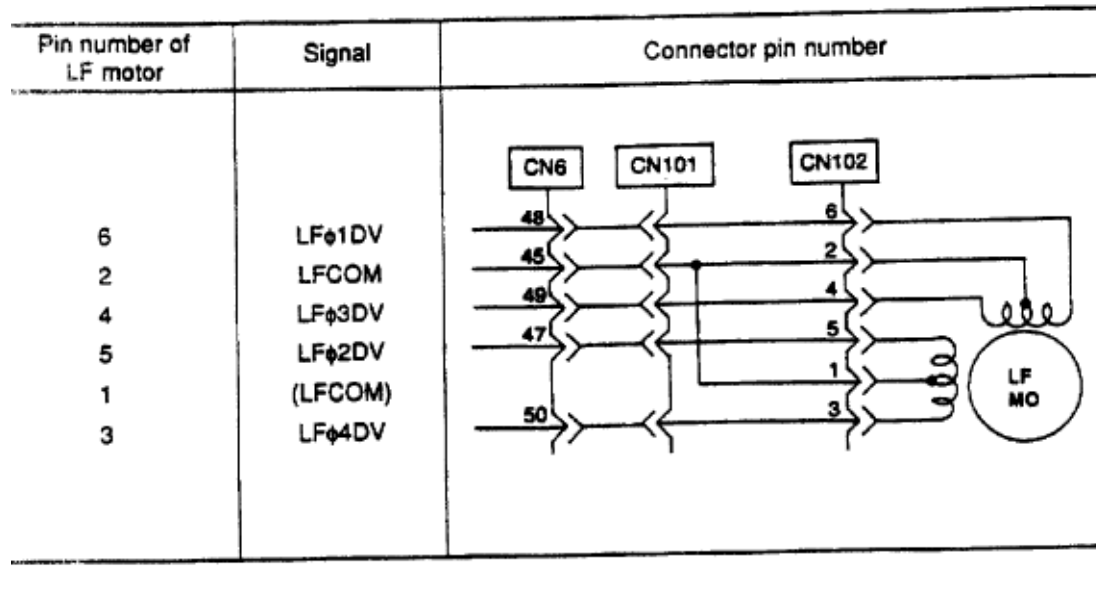 Pin number of
LF motor
Signal
Connector pin number
CN6
CN101
CN102
6
LFφ1DV
48
6
2
LFCOM
45
2
4
LFφ3DV
49
4
5
LFφ2DV
47
5
1
(LFCOM)
1
3
LFφ4DV
50
3
LF
MO